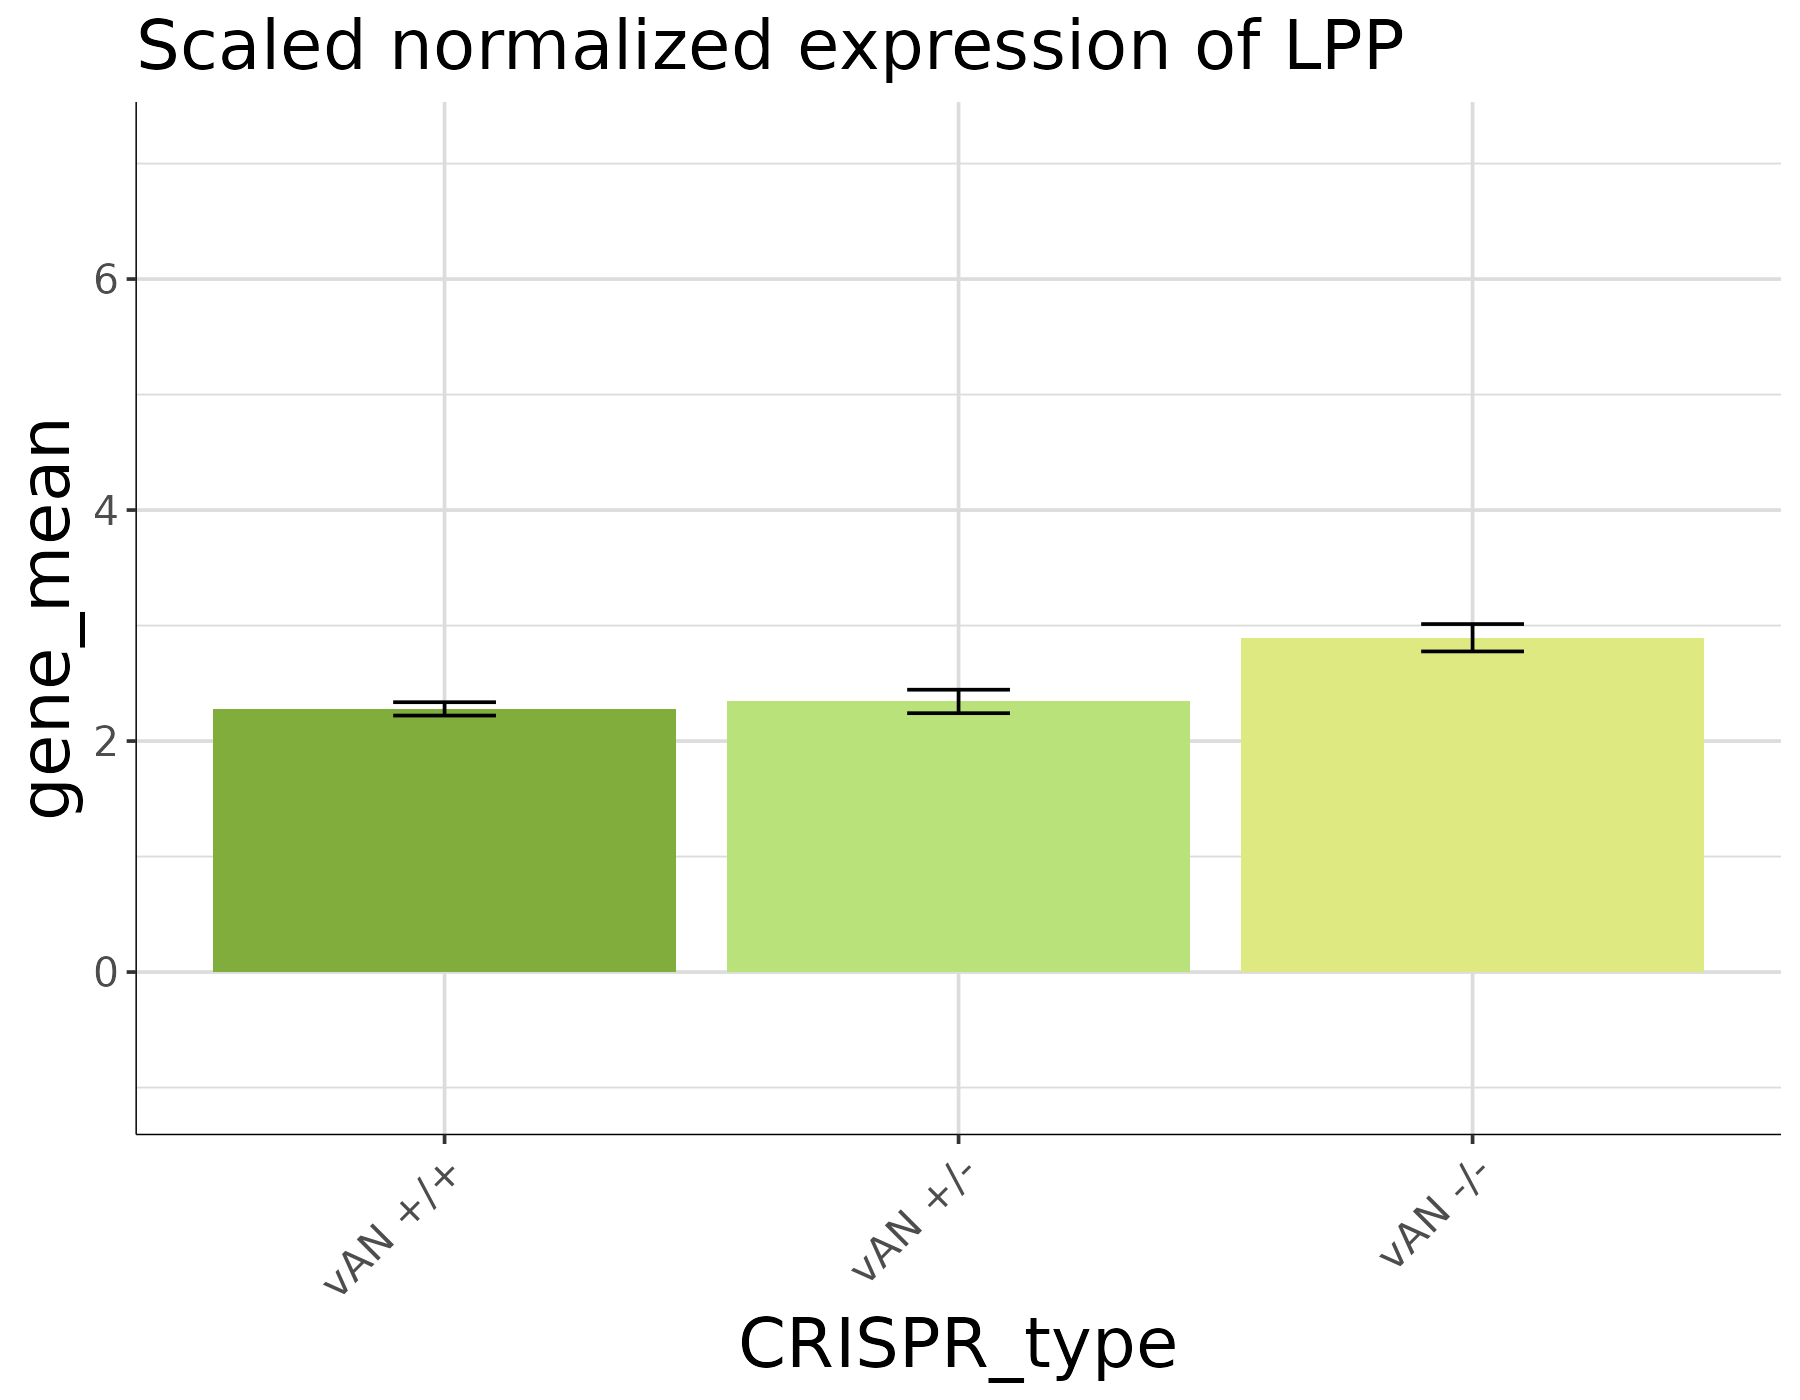 Scaled normalized expression of LPP
gene_mean
6
4
2
0
vAN +/+
vAN +/-
vAN -/-
CRISPR_type